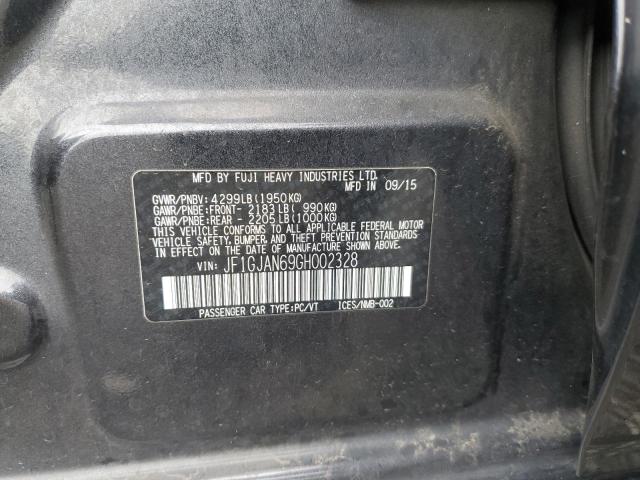 MFD BY FUJI HEAVY INDUSTRIES LTD.
MFD IN 09/15
GVWR/PNBV: 4299LB(1950KG)
GAWR/PNBE:FRONT- 2183LB( 990KG)
GAWR/PNBE:REAR - 2205LB(1000KG)
THIS VEHICLE CONFORMS TO ALL APPLICABLE FEDERAL MOTOR
VEHICLE SAFETY, BUMPER, AND THEFT PREVENTION STANDARDS
IN EFFECT ON THE DATE OF MANUFACTURE SHOWN ABOVE.
VIN: JF1GJAN69GH002328
PASSENGER CAR TYPE:PC/VT ICES/NMB-002